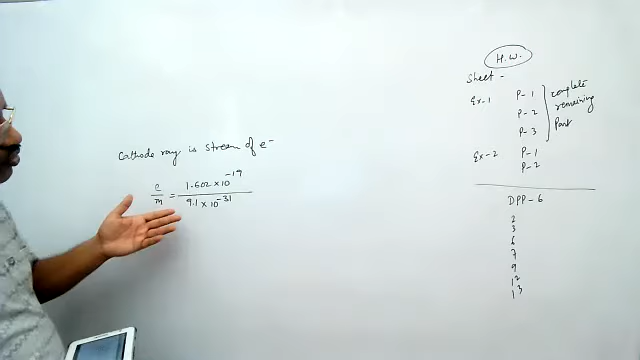 Cathode ray is stream of e⁻
e/m = 1.602 × 10⁻¹⁹ / 9.1 × 10⁻³¹
H.W.
Sheet -
Ex-1 P-1
P-2
P-3
complete
remaining
Part
Ex-2 P-1
P-2
DPP-6
2
3
6
7
9
12
13